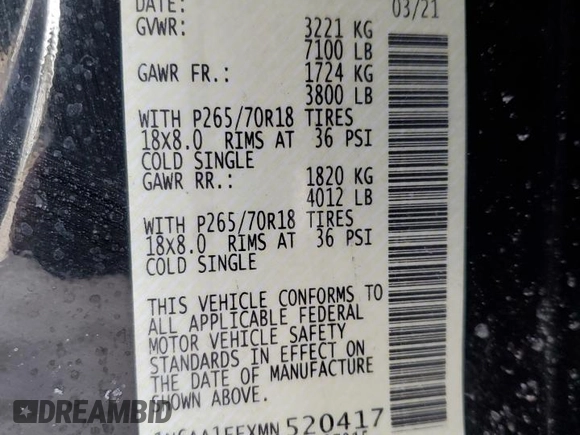 DATE: 03/21
GVWR: 3221 KG
7100 LB
GAWR FR.: 1724 KG
3800 LB
WITH P265/70R18 TIRES
18X8.0 RIMS AT 36 PSI
COLD SINGLE
GAWR RR.: 1820 KG
4012 LB
WITH P265/70R18 TIRES
18X8.0 RIMS AT 36 PSI
COLD SINGLE
THIS VEHICLE CONFORMS TO
ALL APPLICABLE FEDERAL
MOTOR VEHICLE SAFETY
STANDARDS IN EFFECT ON
THE DATE OF MANUFACTURE
SHOWN ABOVE.
520417
DREAMBID